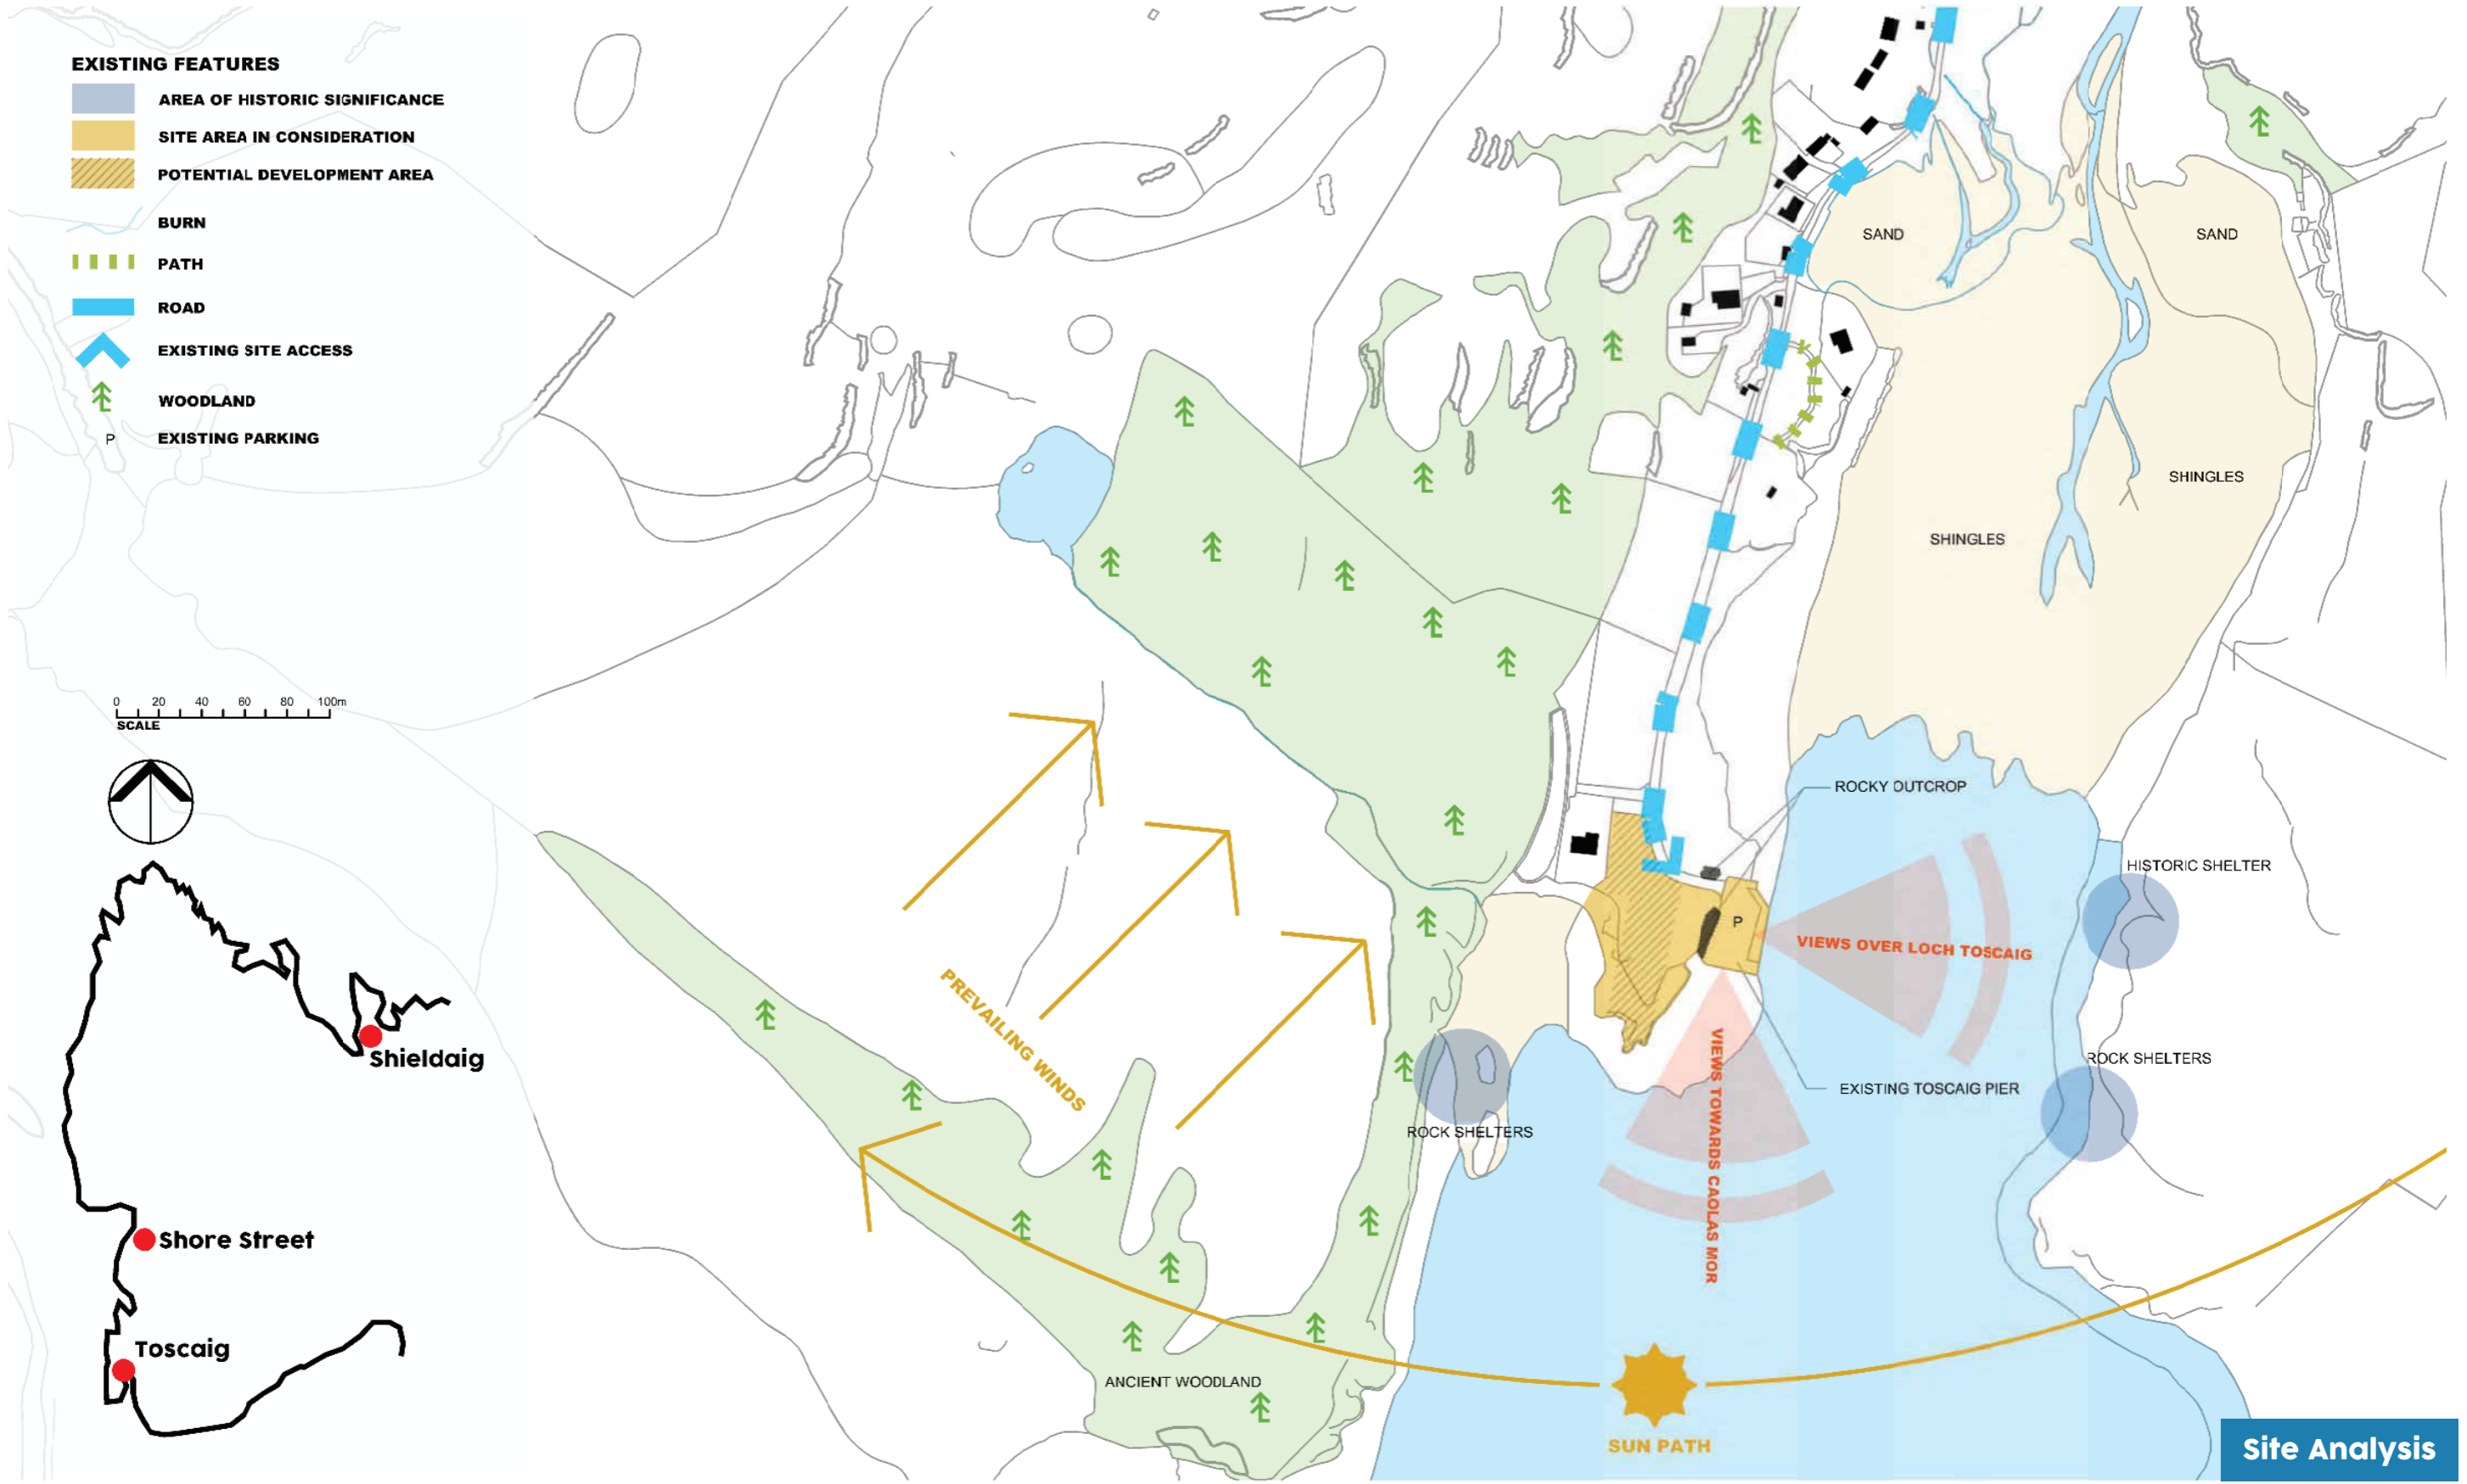 EXISTING FEATURES
AREA OF HISTORIC SIGNIFICANCE
SITE AREA IN CONSIDERATION
POTENTIAL DEVELOPMENT AREA
BURN
PATH
ROAD
EXISTING SITE ACCESS
WOODLAND
P EXISTING PARKING
0 20 40 60 80 100m
SCALE
Shieldaig
Shore Street
Toscaig
SAND
SAND
SHINGLES
SHINGLES
ROCKY OUTCROP
HISTORIC SHELTER
P
VIEWS OVER LOCH TOSCAIG
PREVAILING WINDS
VIEWS TOWARDS CAOLAS MOR
ROCK SHELTERS
EXISTING TOSCAIG PIER
ROCK SHELTERS
ANCIENT WOODLAND
SUN PATH
Site Analysis